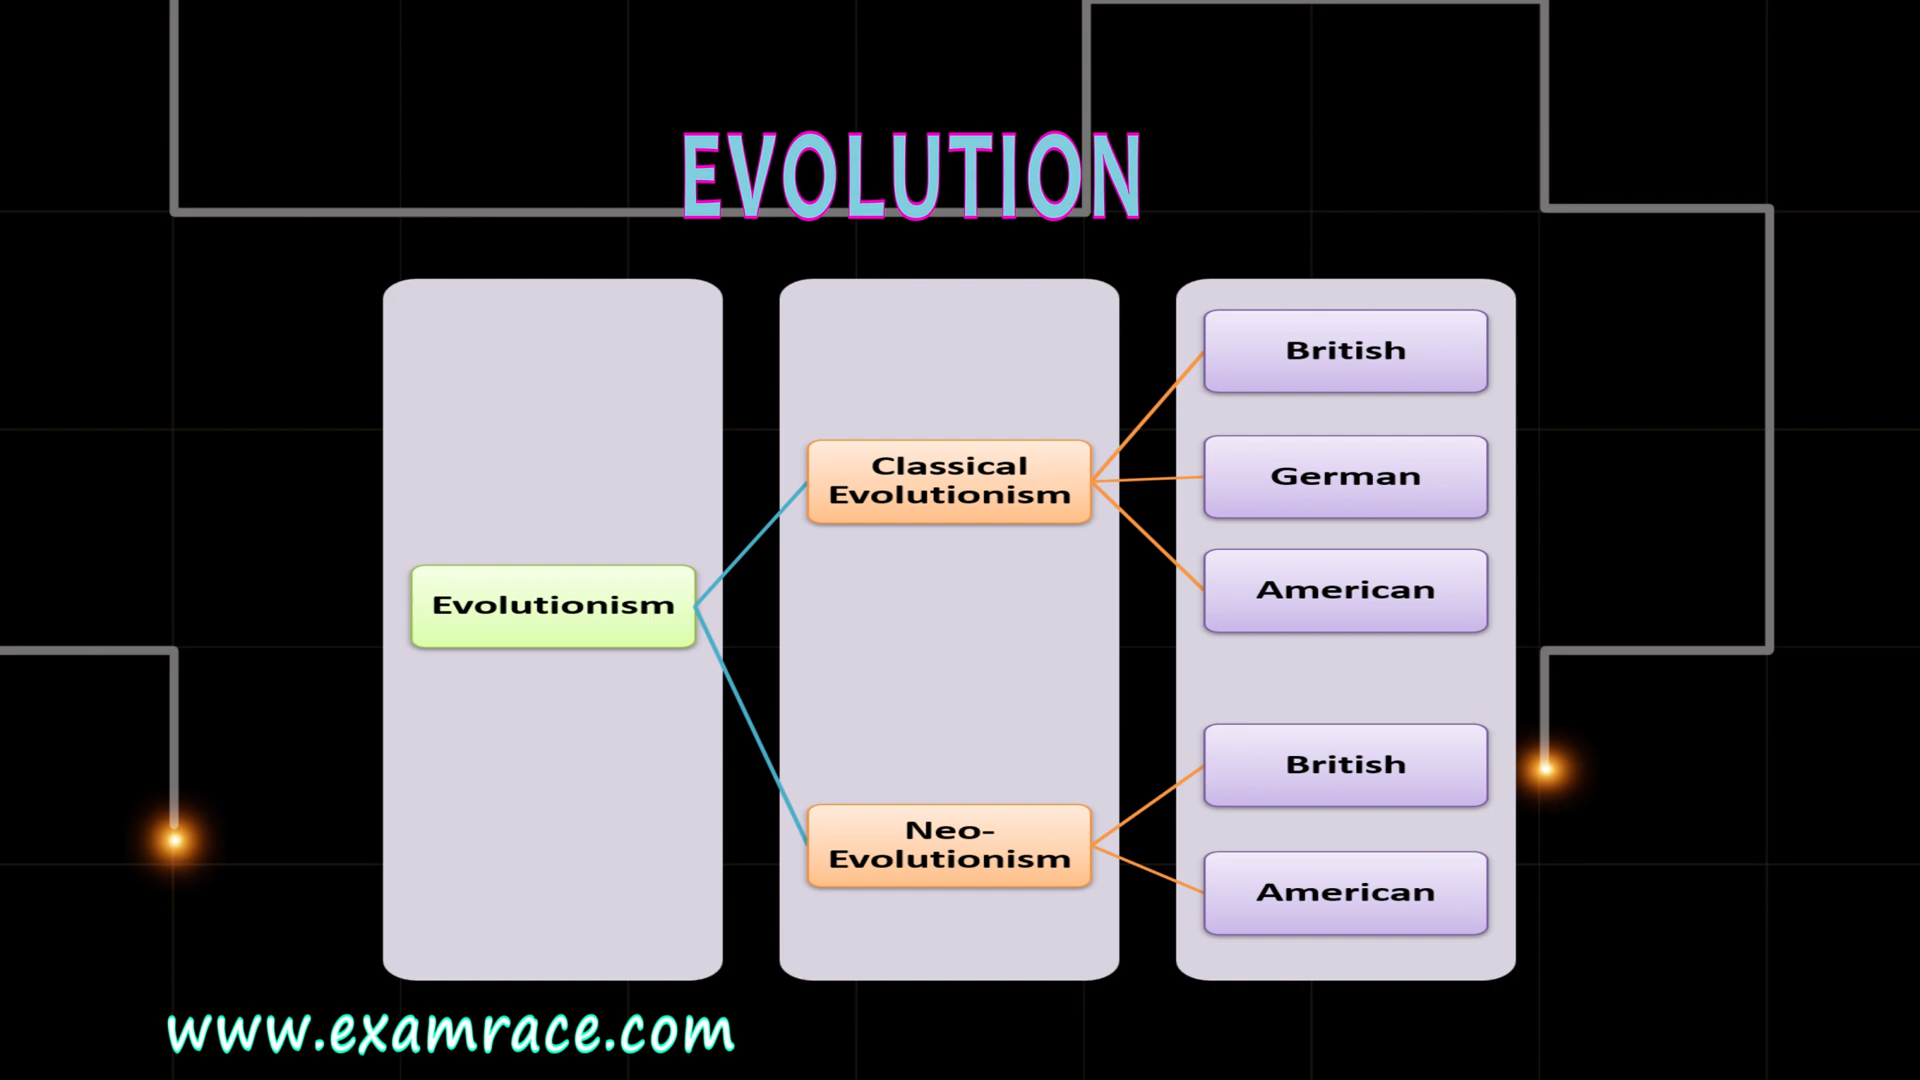 EVOLUTION
Evolutionism
Classical
Evolutionism
Neo-
Evolutionism
British
German
American
British
American
www.examrace.com